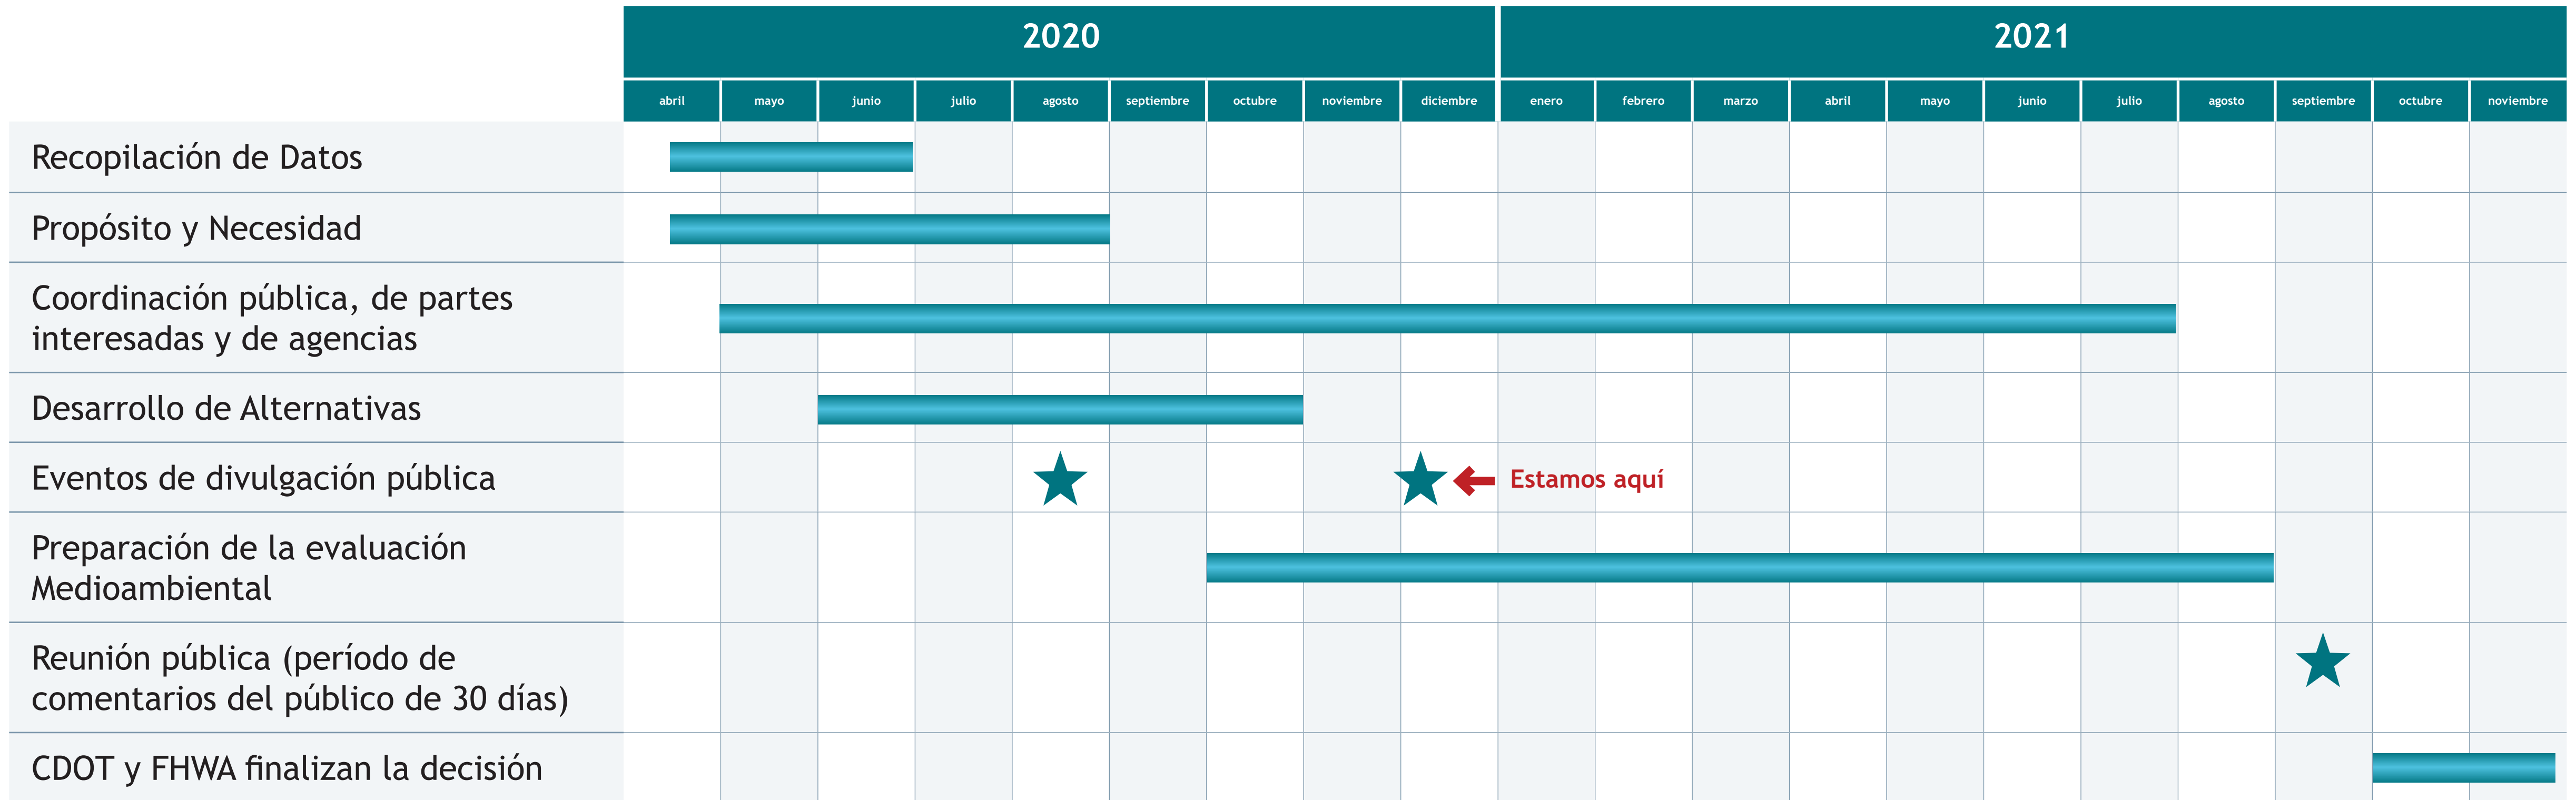 2020
2021
abril
mayo
junio
julio
agosto
septiembre
octubre
noviembre
diciembre
enero
febrero
marzo
abril
mayo
junio
julio
agosto
septiembre
octubre
noviembre
Recopilación de Datos
Propósito y Necesidad
Coordinación pública, de partes
interesadas y de agencias
Desarrollo de Alternativas
Eventos de divulgación pública
Estamos aquí
Preparación de la evaluación
Medioambiental
Reunión pública (período de
comentarios del público de 30 días)
CDOT y FHWA finalizan la decisión